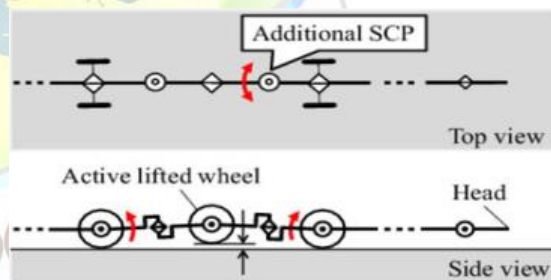 Additional SCP
Top view
Active lifted wheel
Head
Side view